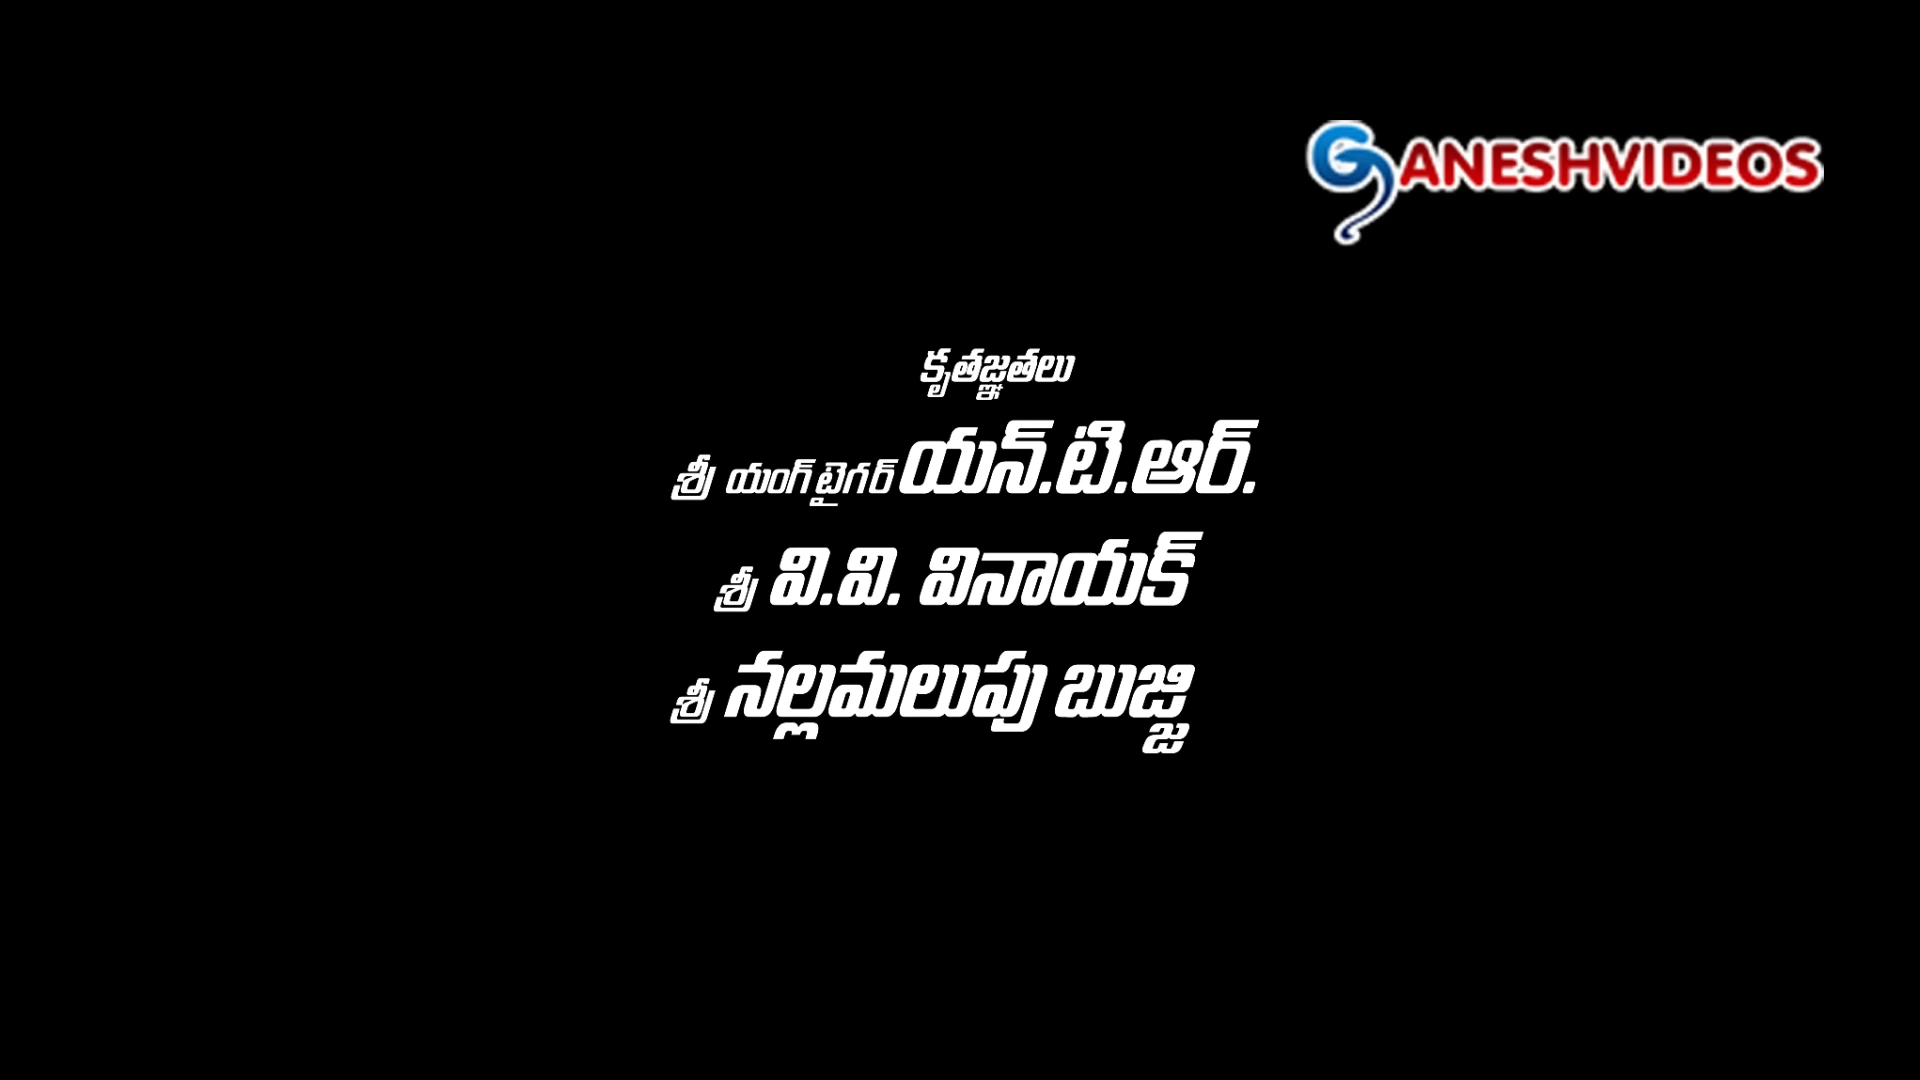 GANESHVIDEOS
కృతజ్ఞతలు
శ్రీ యంగ్ టైగర్ యన్.టి.ఆర్.
శ్రీ వి.వి. వినాయక్
శ్రీ నల్లమలుపు బుజ్జి